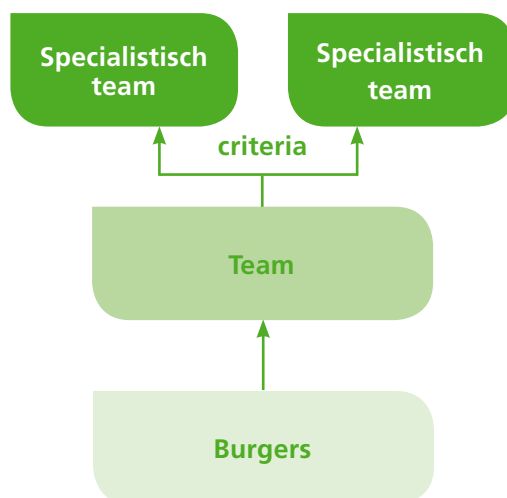 Specialistisch
team
Specialistisch
team
criteria
Team
Burgers